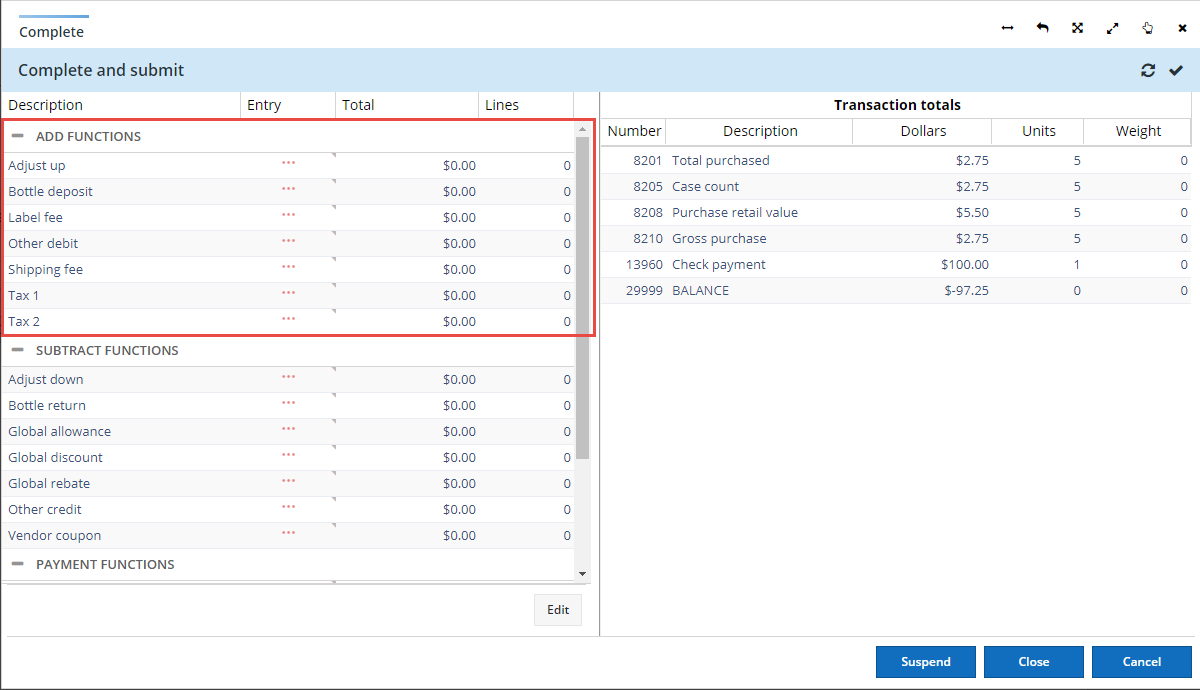 Complete
Complete and submit
Description Entry Total Lines
ADD FUNCTIONS
Adjust up ••• $0.00 0
Bottle deposit ••• $0.00 0
Label fee ••• $0.00 0
Other debit ••• $0.00 0
Shipping fee ••• $0.00 0
Tax 1 ••• $0.00 0
Tax 2 ••• $0.00 0
SUBTRACT FUNCTIONS
Adjust down ••• $0.00 0
Bottle return ••• $0.00 0
Global allowance ••• $0.00 0
Global discount ••• $0.00 0
Global rebate ••• $0.00 0
Other credit ••• $0.00 0
Vendor coupon ••• $0.00 0
PAYMENT FUNCTIONS
Edit
Transaction totals
Number Description Dollars Units Weight
8201 Total purchased $2.75 5 0
8205 Case count $2.75 5 0
8208 Purchase retail value $5.50 5 0
8210 Gross purchase $2.75 5 0
13960 Check payment $100.00 1 0
29999 BALANCE $-97.25 0 0
Suspend Close Cancel